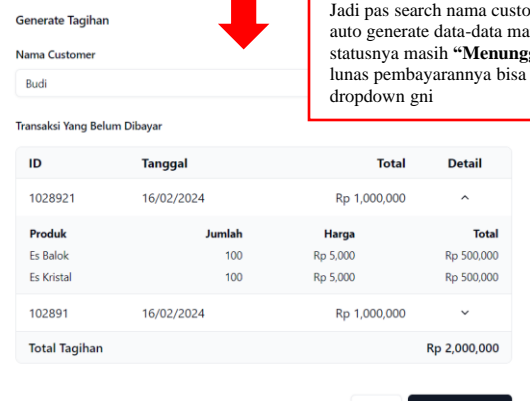 Generate Tagihan
Jadi pas search nama
auto generate data-data
statusnya masih
lunas pembayarannya bisa
dropdown gni
Nama Customer
Budi
Transaksi Yang Belum Dibayar
ID Tanggal Total Detail
1028921 16/02/2024 Rp 1,000,000
Produk Jumlah Harga Total
Es Balok 100 Rp 5,000 Rp 500,000
Es Kristal 100 Rp 5,000 Rp 500,000
102891 16/02/2024 Rp 1,000,000
Total Tagihan Rp 2,000,000